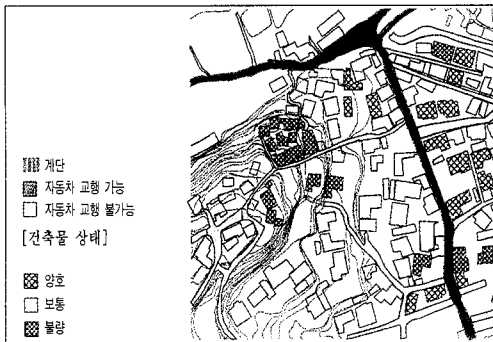 계단
자동차 교행 가능
자동차 교행 불가능
[건축물 상태]
양호
보통
불량